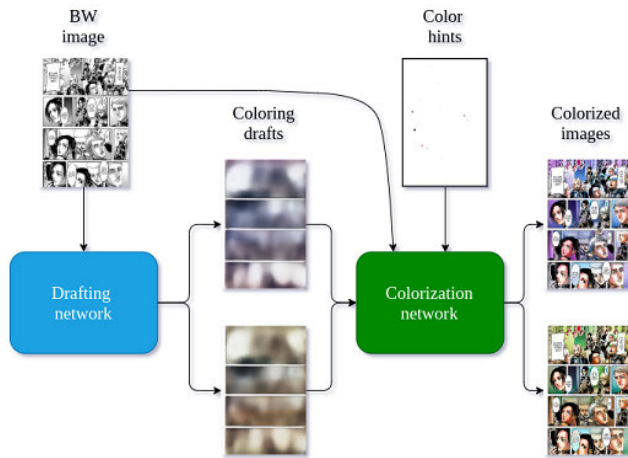 BW
image
Color
hints
Coloring
drafts
Colorized
images
Drafting
network
Colorization
network